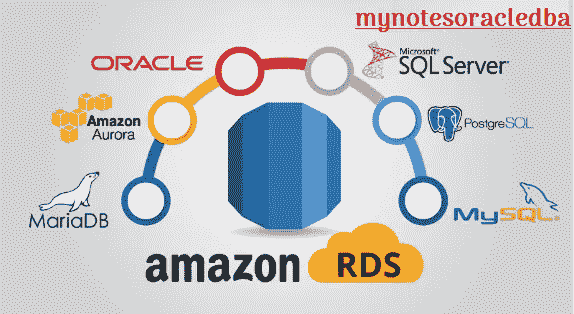 mynotesoracledba
ORACLE
Microsoft®
SQL Server®
Amazon
Aurora
PostgreSQL
MariaDB
MySQL®
amazon RDS